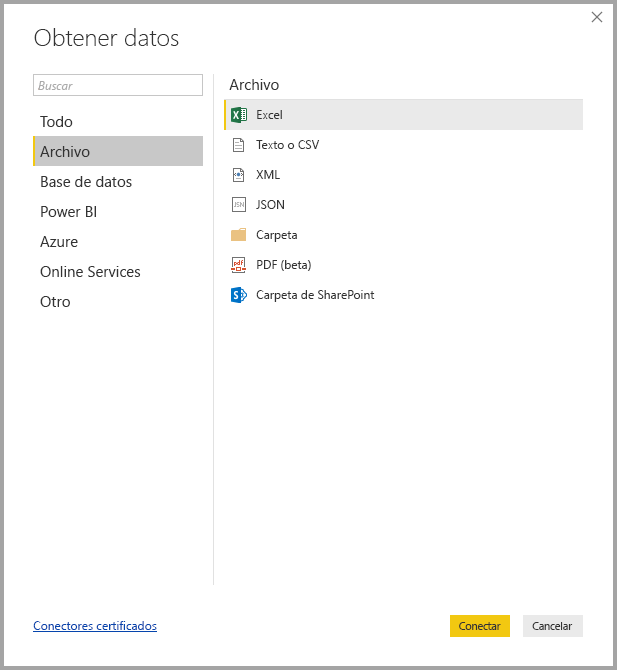 Obtener datos
Buscar
Todo
Archivo
Base de datos
Power BI
Azure
Online Services
Otro
Archivo
Excel
Texto o CSV
XML
JSON
Carpeta
PDF (beta)
Carpeta de SharePoint
Conectores certificados
Conectar
Cancelar